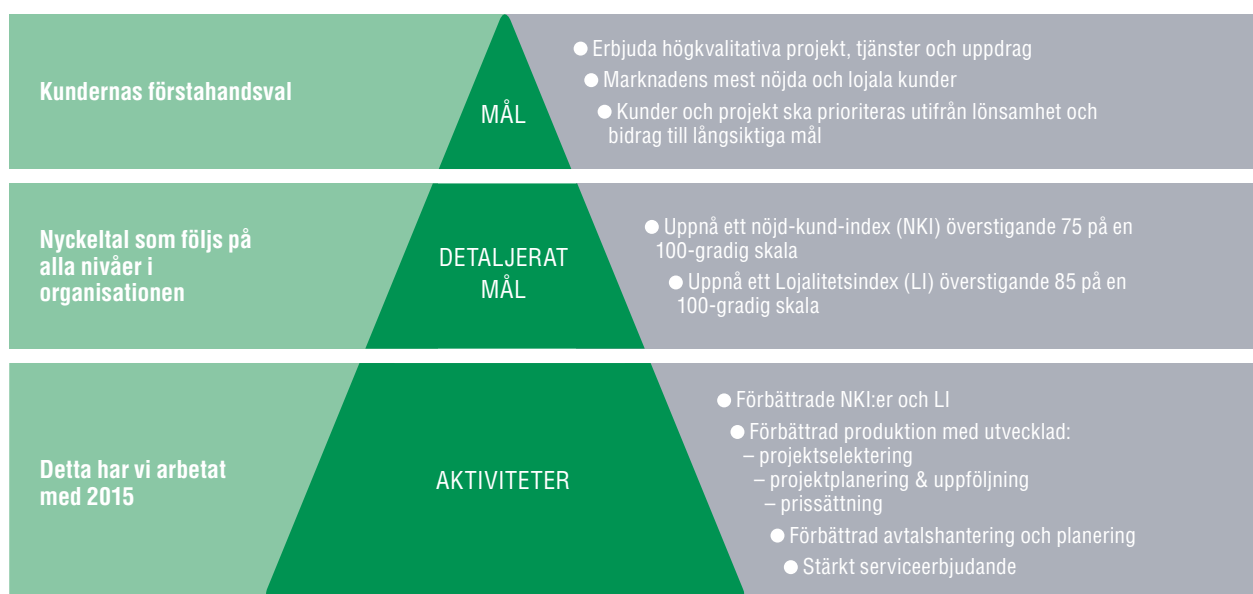 Kundernas förstahandsval
MÅL
● Erbjuda högkvalitativa projekt, tjänster och uppdrag
● Marknadens mest nöjda och lojala kunder
● Kunder och projekt ska prioriteras utifrån lönsamhet och
bidrag till långsiktiga mål
Nyckeltal som följs på
alla nivåer i
organisationen
DETALJERAT
MÅL
● Uppnå ett nöjd-kund-index (NKI) överstigande 75 på en
100-gradig skala
● Uppnå ett Lojalitetsindex (LI) överstigande 85 på en
100-gradig skala
Detta har vi arbetat
med 2015
AKTIVITETER
● Förbättrade NKI:er och LI
● Förbättrad produktion med utvecklad:
– projektselektering
– projektplanering & uppföljning
– prissättning
● Förbättrad avtalshantering och planering
● Stärkt serviceerbjudande